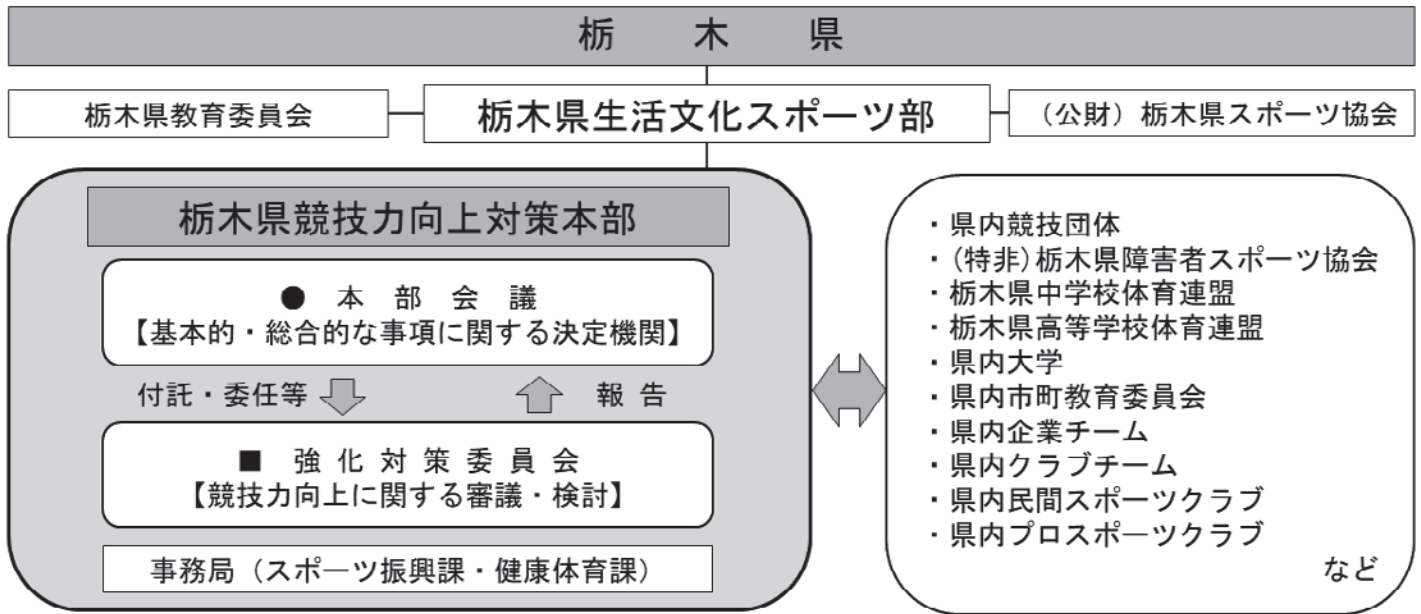 栃木県
栃木県教育委員会
栃木県生活文化スポーツ部
（公財）栃木県スポーツ協会
栃木県競技力向上対策本部
● 本部会議
【基本的・総合的な事項に関する決定機関】
付託・委任等
報告
■ 強化対策委員会
【競技力向上に関する審議・検討】
事務局（スポーツ振興課・健康体育課）
・県内競技団体
・（特非）栃木県障害者スポーツ協会
・栃木県中学校体育連盟
・栃木県高等学校体育連盟
・県内大学
・県内市町教育委員会
・県内企業チーム
・県内クラブチーム
・県内民間スポーツクラブ
・県内プロスポーツクラブ
など